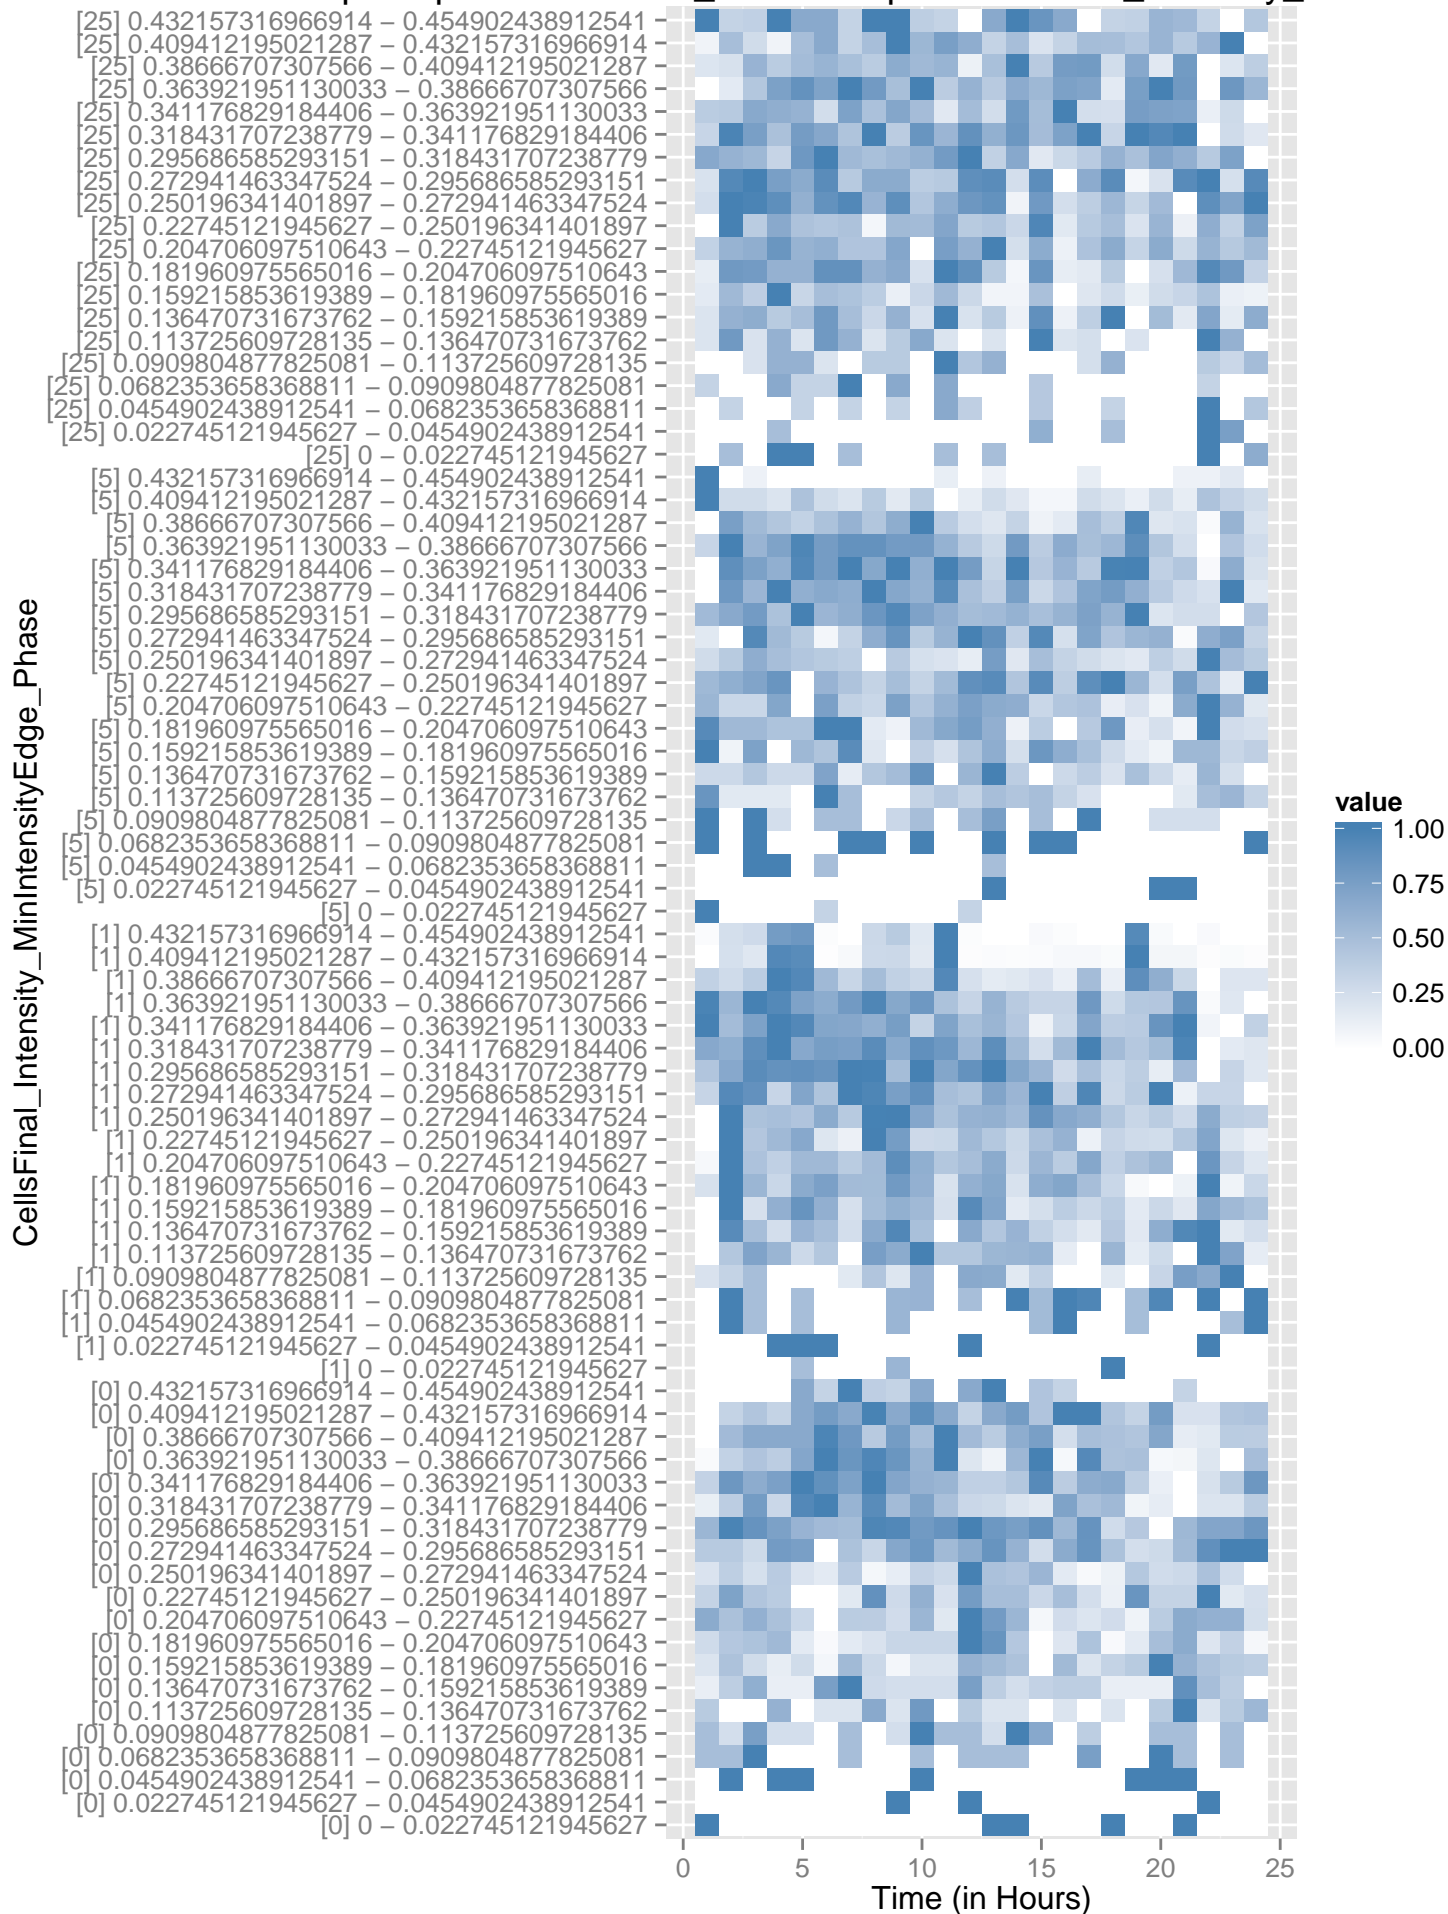 [25] 0.432157316966914 – 0.454902438912541
[25] 0.409412195021287 – 0.432157316966914
[25] 0.38666707307566 – 0.409412195021287
[25] 0.363921951130033 – 0.38666707307566
[25] 0.341176829184406 – 0.363921951130033
[25] 0.318431707238779 – 0.341176829184406
[25] 0.295686585293151 – 0.318431707238779
[25] 0.272941463347524 – 0.295686585293151
[25] 0.250196341401897 – 0.272941463347524
[25] 0.22745121945627 – 0.250196341401897
[25] 0.204706097510643 – 0.22745121945627
[25] 0.181960975565016 – 0.204706097510643
[25] 0.159215853619389 – 0.181960975565016
[25] 0.136470731673762 – 0.159215853619389
[25] 0.113725609728135 – 0.136470731673762
[25] 0.0909804877825081 – 0.113725609728135
[25] 0.0682353658368811 – 0.0909804877825081
[25] 0.0454902438912541 – 0.0682353658368811
[25] 0.022745121945627 – 0.0454902438912541
[25] 0 – 0.022745121945627
[5] 0.432157316966914 – 0.454902438912541
[5] 0.409412195021287 – 0.432157316966914
[5] 0.38666707307566 – 0.409412195021287
[5] 0.363921951130033 – 0.38666707307566
[5] 0.341176829184406 – 0.363921951130033
[5] 0.318431707238779 – 0.341176829184406
[5] 0.295686585293151 – 0.318431707238779
[5] 0.272941463347524 – 0.295686585293151
[5] 0.250196341401897 – 0.272941463347524
[5] 0.22745121945627 – 0.250196341401897
[5] 0.204706097510643 – 0.22745121945627
[5] 0.181960975565016 – 0.204706097510643
[5] 0.159215853619389 – 0.181960975565016
[5] 0.136470731673762 – 0.159215853619389
[5] 0.113725609728135 – 0.136470731673762
[5] 0.0909804877825081 – 0.113725609728135
[5] 0.0682353658368811 – 0.0909804877825081
[5] 0.0454902438912541 – 0.0682353658368811
[5] 0.022745121945627 – 0.0454902438912541
[5] 0 – 0.022745121945627
[1] 0.432157316966914 – 0.454902438912541
[1] 0.409412195021287 – 0.432157316966914
[1] 0.38666707307566 – 0.409412195021287
[1] 0.363921951130033 – 0.38666707307566
[1] 0.341176829184406 – 0.363921951130033
[1] 0.318431707238779 – 0.341176829184406
[1] 0.295686585293151 – 0.318431707238779
[1] 0.272941463347524 – 0.295686585293151
[1] 0.250196341401897 – 0.272941463347524
[1] 0.22745121945627 – 0.250196341401897
[1] 0.204706097510643 – 0.22745121945627
[1] 0.181960975565016 – 0.204706097510643
[1] 0.159215853619389 – 0.181960975565016
[1] 0.136470731673762 – 0.159215853619389
[1] 0.113725609728135 – 0.136470731673762
[1] 0.0909804877825081 – 0.113725609728135
[1] 0.0682353658368811 – 0.0909804877825081
[1] 0.0454902438912541 – 0.0682353658368811
[1] 0.022745121945627 – 0.0454902438912541
[1] 0 – 0.022745121945627
[0] 0.432157316966914 – 0.454902438912541
[0] 0.409412195021287 – 0.432157316966914
[0] 0.38666707307566 – 0.409412195021287
[0] 0.363921951130033 – 0.38666707307566
[0] 0.341176829184406 – 0.363921951130033
[0] 0.318431707238779 – 0.341176829184406
[0] 0.295686585293151 – 0.318431707238779
[0] 0.272941463347524 – 0.295686585293151
[0] 0.250196341401897 – 0.272941463347524
[0] 0.22745121945627 – 0.250196341401897
[0] 0.204706097510643 – 0.22745121945627
[0] 0.181960975565016 – 0.204706097510643
[0] 0.159215853619389 – 0.181960975565016
[0] 0.136470731673762 – 0.159215853619389
[0] 0.113725609728135 – 0.136470731673762
[0] 0.0909804877825081 – 0.113725609728135
[0] 0.0682353658368811 – 0.0909804877825081
[0] 0.0454902438912541 – 0.0682353658368811
[0] 0.022745121945627 – 0.0454902438912541
[0] 0 – 0.022745121945627
CellsFinal_Intensity_MinIntensityEdge_Phase
0 5 10 15 20 25
Time (in Hours)
value
1.00
0.75
0.50
0.25
0.00